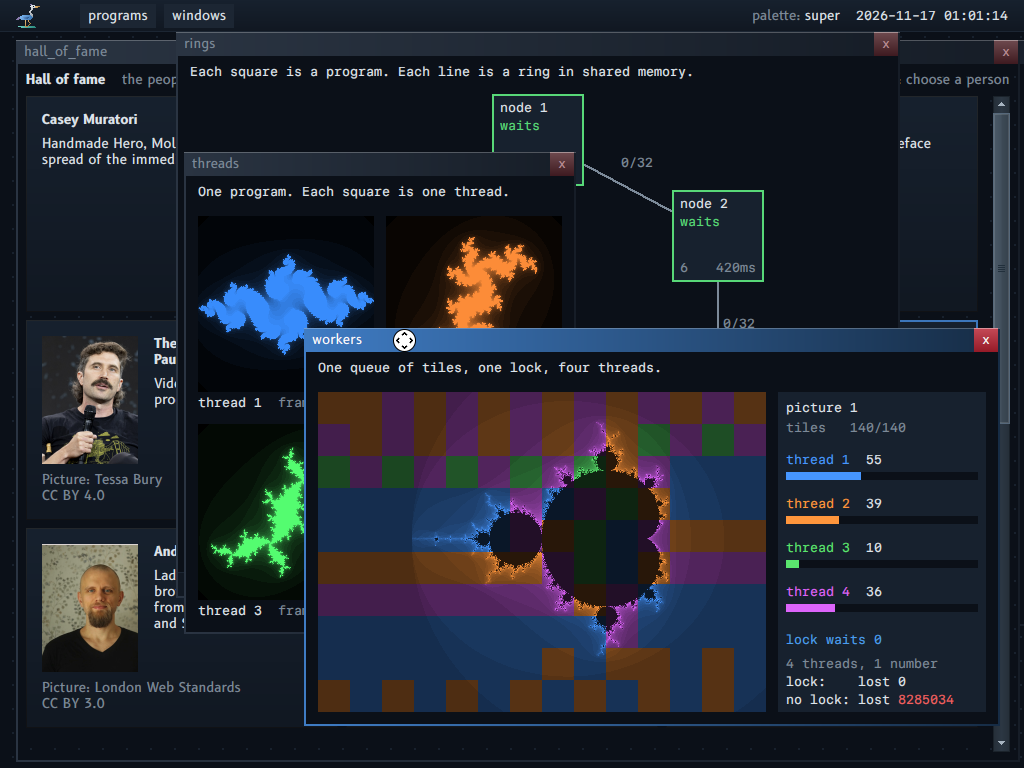 programs windows palette: super 2026-11-17 01:01:14
hall_of_fame x
Hall of fame the peop choose a person
Casey Muratori
Handmade Hero, Mol eface
spread of the immed
The
Pau
Vide
pro
Picture: Tessa Bury
CC BY 4.0
And
Lad
bro
from
and S
Picture: London Web Standards
CC BY 3.0
rings x
Each square is a program. Each line is a ring in shared memory.
node 1
waits
0/32
node 2
waits
6 420ms
0/32
threads x
One program. Each square is one thread.
thread 1 fram
thread 3 fram
workers x
One queue of tiles, one lock, four threads.
picture 1
tiles 140/140
thread 1 55
thread 2 39
thread 3 10
thread 4 36
lock waits 0
4 threads, 1 number
lock: lost 0
no lock: lost 8285034